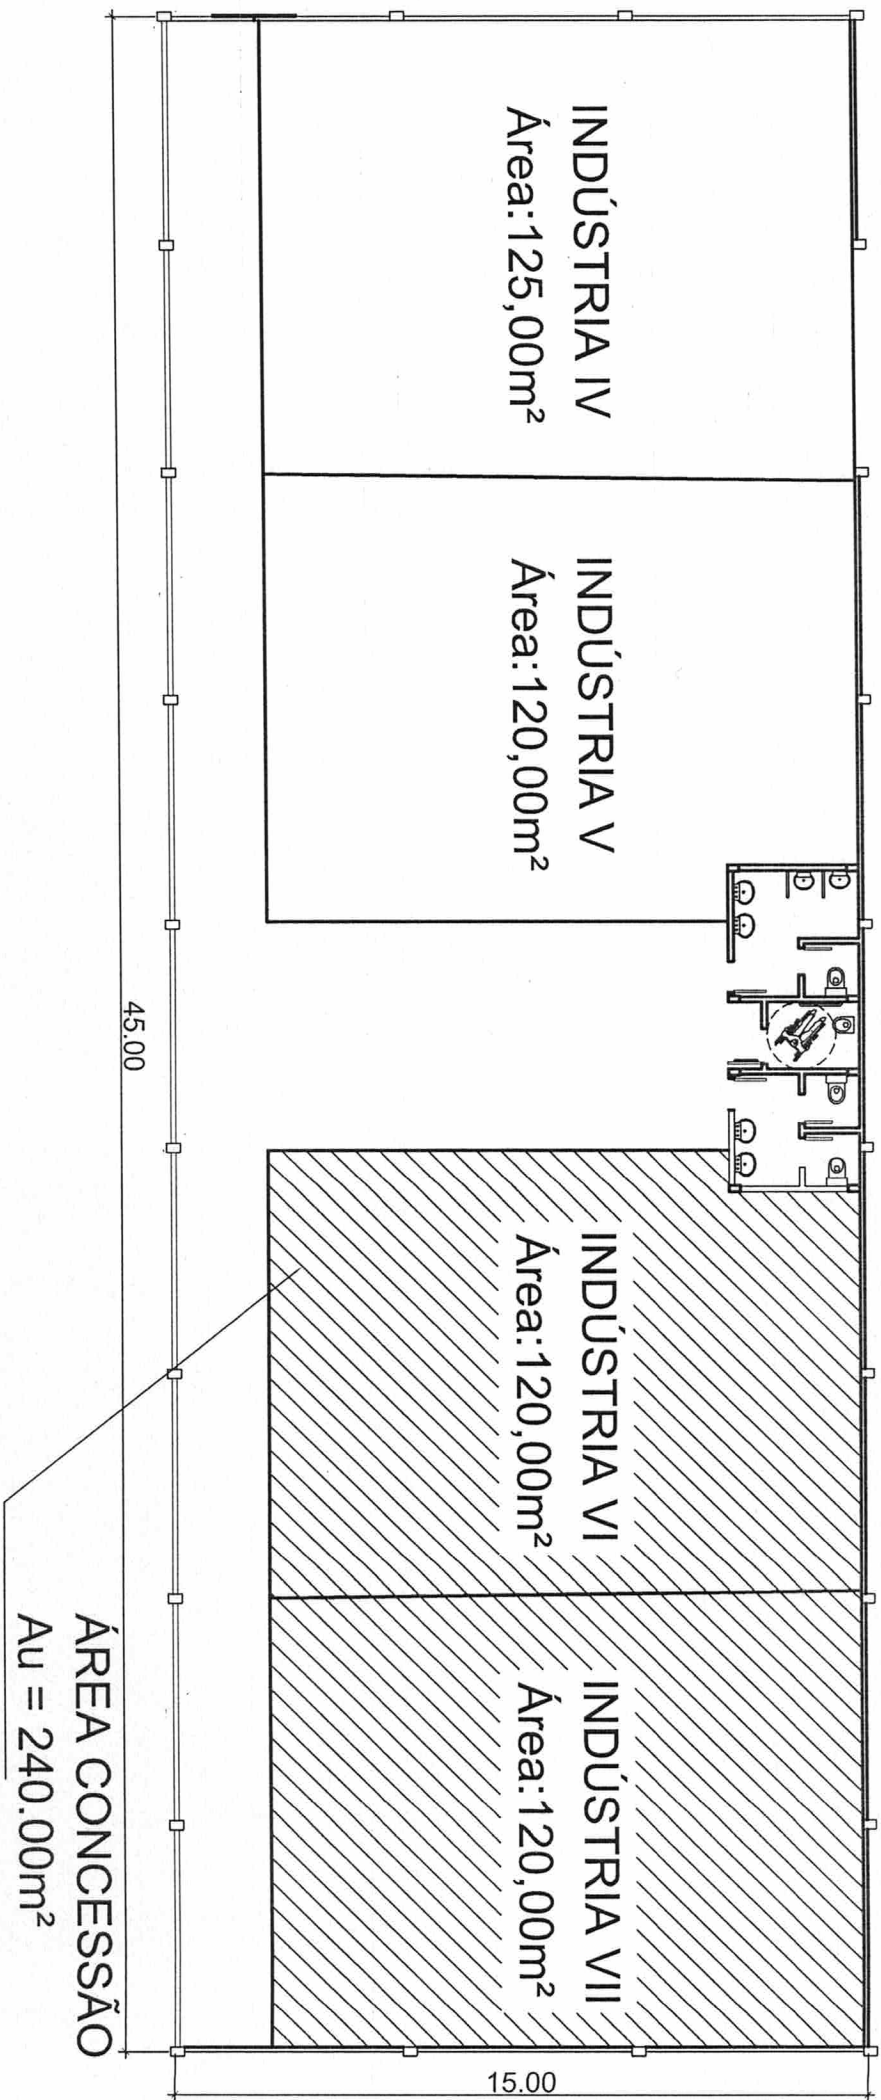 INDÚSTRIA IV
Área:125,00m²
INDÚSTRIA V
Área:120,00m²
INDÚSTRIA VI
Área:120,00m²
INDÚSTRIA VII
Área:120,00m²
45.00
15.00
ÁREA CONCESSÃO
Au = 240.00m²